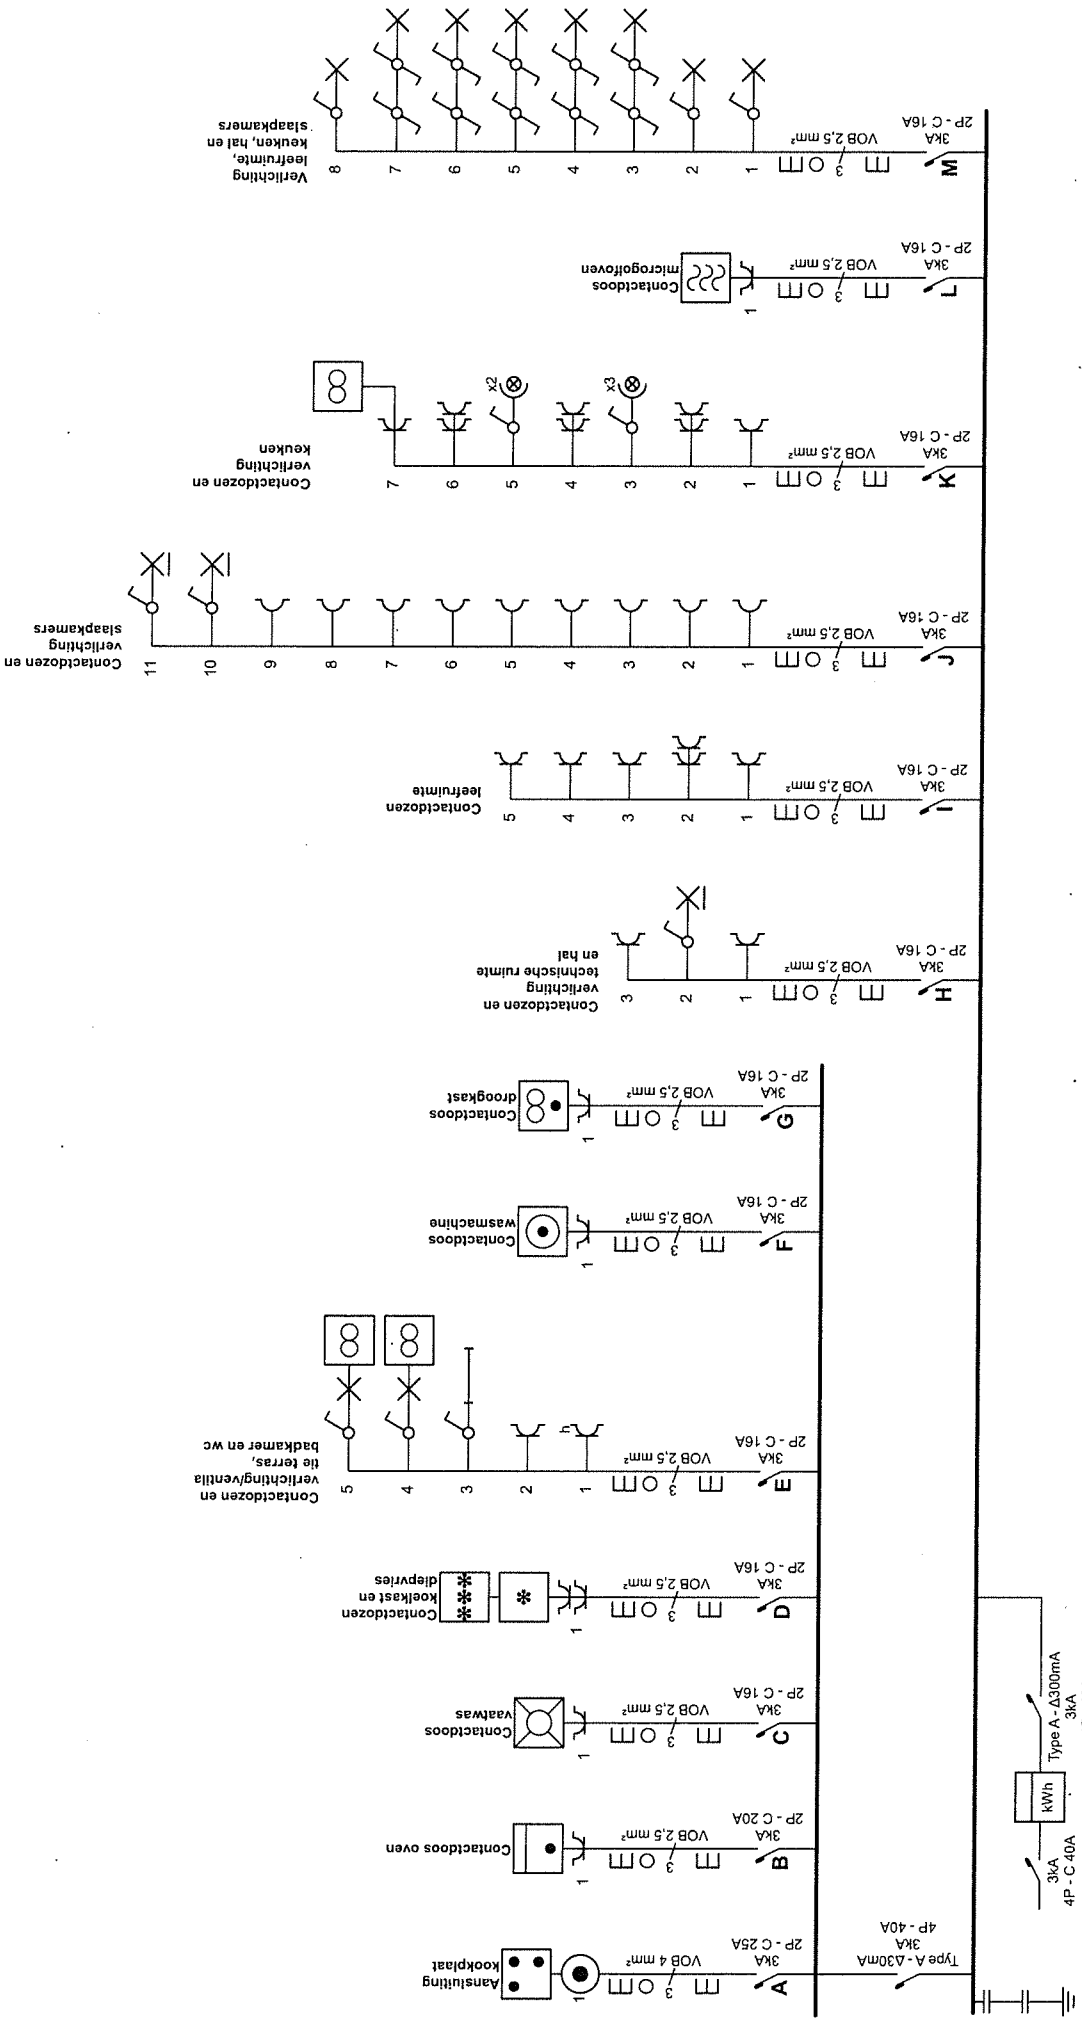 Aansluiting
kookplaat
1
3
VOB 4 mm²
A
3kA
2P - C 25A
Type A - Δ30mA
3kA
4P - 40A
Contactdoos oven
1
3
VOB 2,5 mm²
B
3kA
2P - C 20A
Contactdoos
vaatwas
1
3
VOB 2,5 mm²
C
3kA
2P - C 16A
Contactdozen
koelkast en
diepvries
1
3
VOB 2,5 mm²
D
3kA
2P - C 16A
Contactdozen en
verlichting/ventila
tie terras,
badkamer en wc
5
4
3
2
1
h
3
VOB 2,5 mm²
E
3kA
2P - C 16A
Contactdoos
wasmachine
1
3
VOB 2,5 mm²
F
3kA
2P - C 16A
Contactdoos
droogkast
1
3
VOB 2,5 mm²
G
3kA
2P - C 16A
Contactdozen en
verlichting
technische ruimte
en hal
3
2
1
3
VOB 2,5 mm²
H
3kA
2P - C 16A
Contactdozen
leefruimte
5
4
3
2
1
3
VOB 2,5 mm²
I
3kA
2P - C 16A
Contactdozen en
verlichting
slaapkamers
11
10
9
8
7
6
5
4
3
2
1
3
VOB 2,5 mm²
J
3kA
2P - C 16A
Contactdozen en
verlichting
keuken
7
6
5
x2
4
3
x3
2
1
3
VOB 2,5 mm²
K
3kA
2P - C 16A
Contactdoos
microgolfoven
1
3
VOB 2,5 mm²
L
3kA
2P - C 16A
Verlichting
leefruimte,
keuken, hal en
slaapkamers
8
7
6
5
4
3
2
1
3
VOB 2,5 mm²
M
3kA
2P - C 16A
3kA
4P - C 40A
kWh
Type A - Δ300mA
3kA